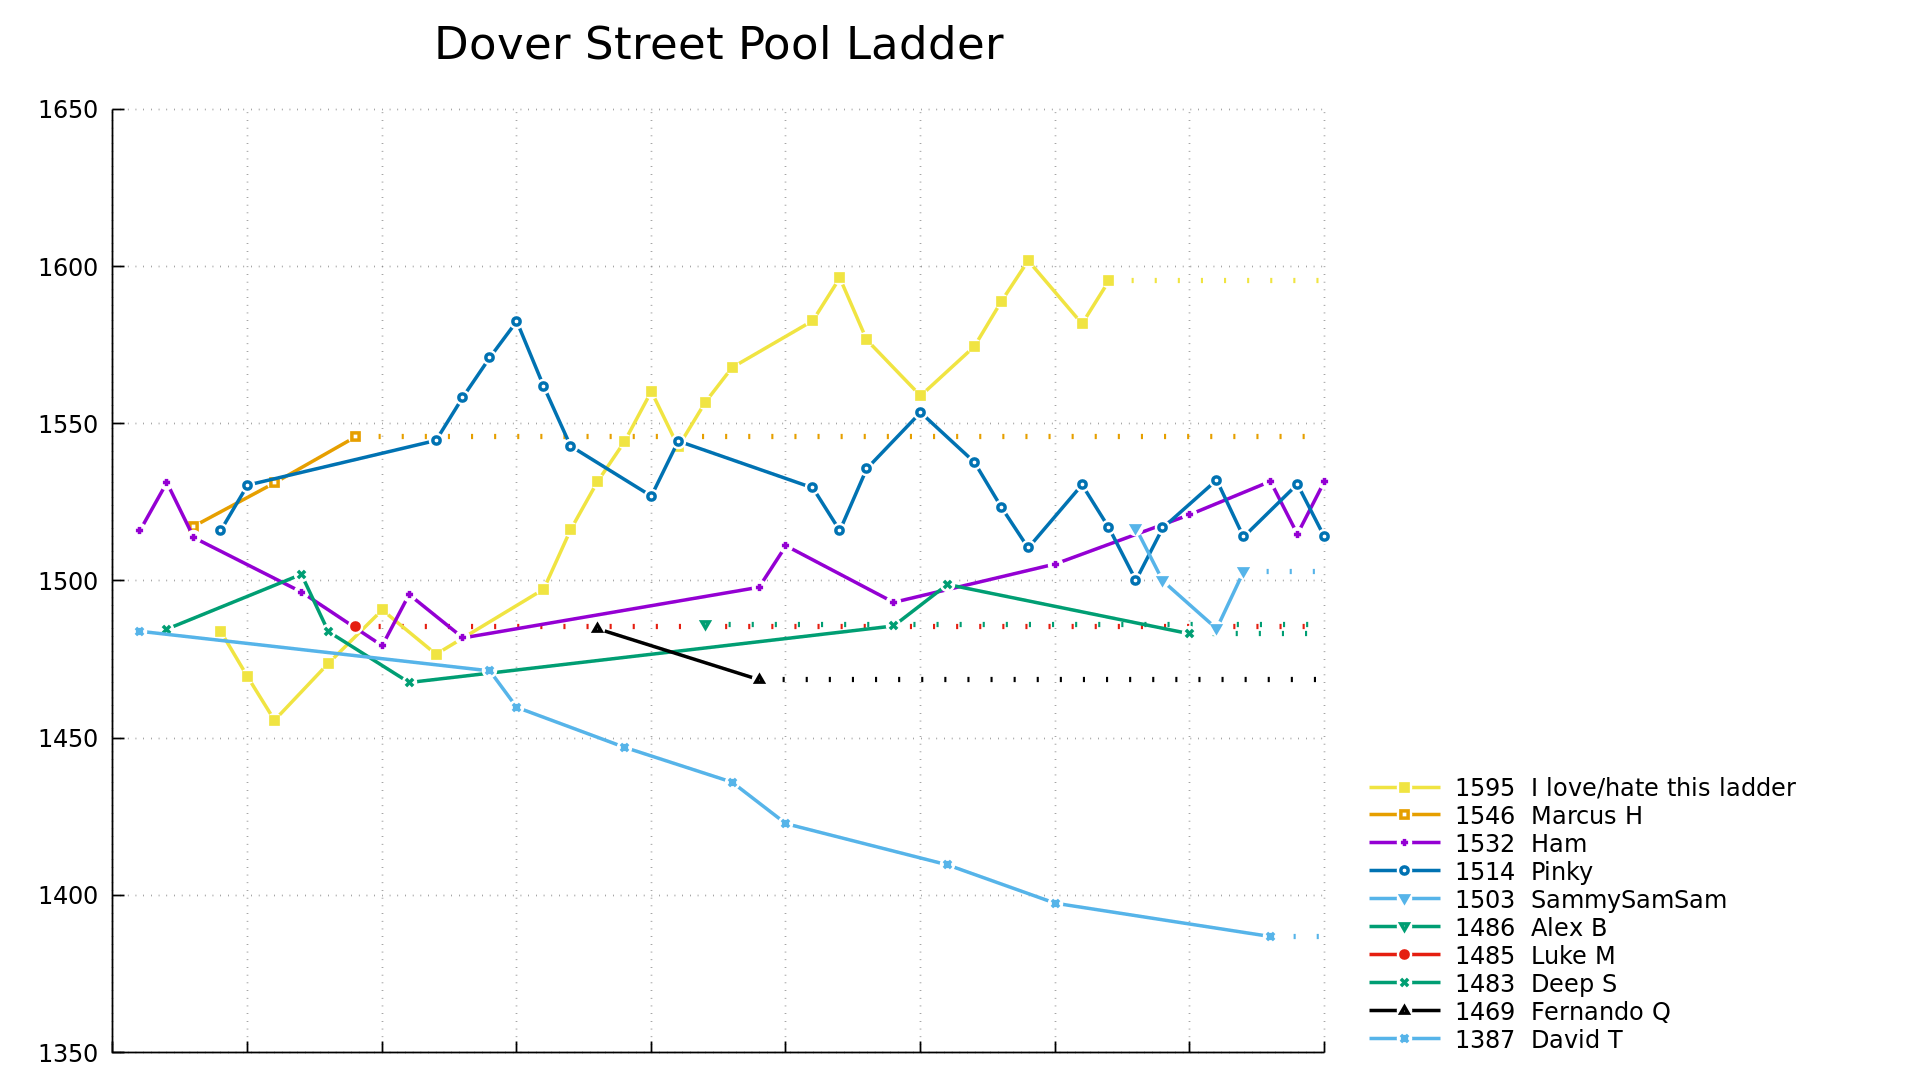 Dover Street Pool Ladder
1650
1600
1550
1500
1450
1400
1350
1595 I love/hate this ladder
1546 Marcus H
1532 Ham
1514 Pinky
1503 SammySamSam
1486 Alex B
1485 Luke M
1483 Deep S
1469 Fernando Q
1387 David T